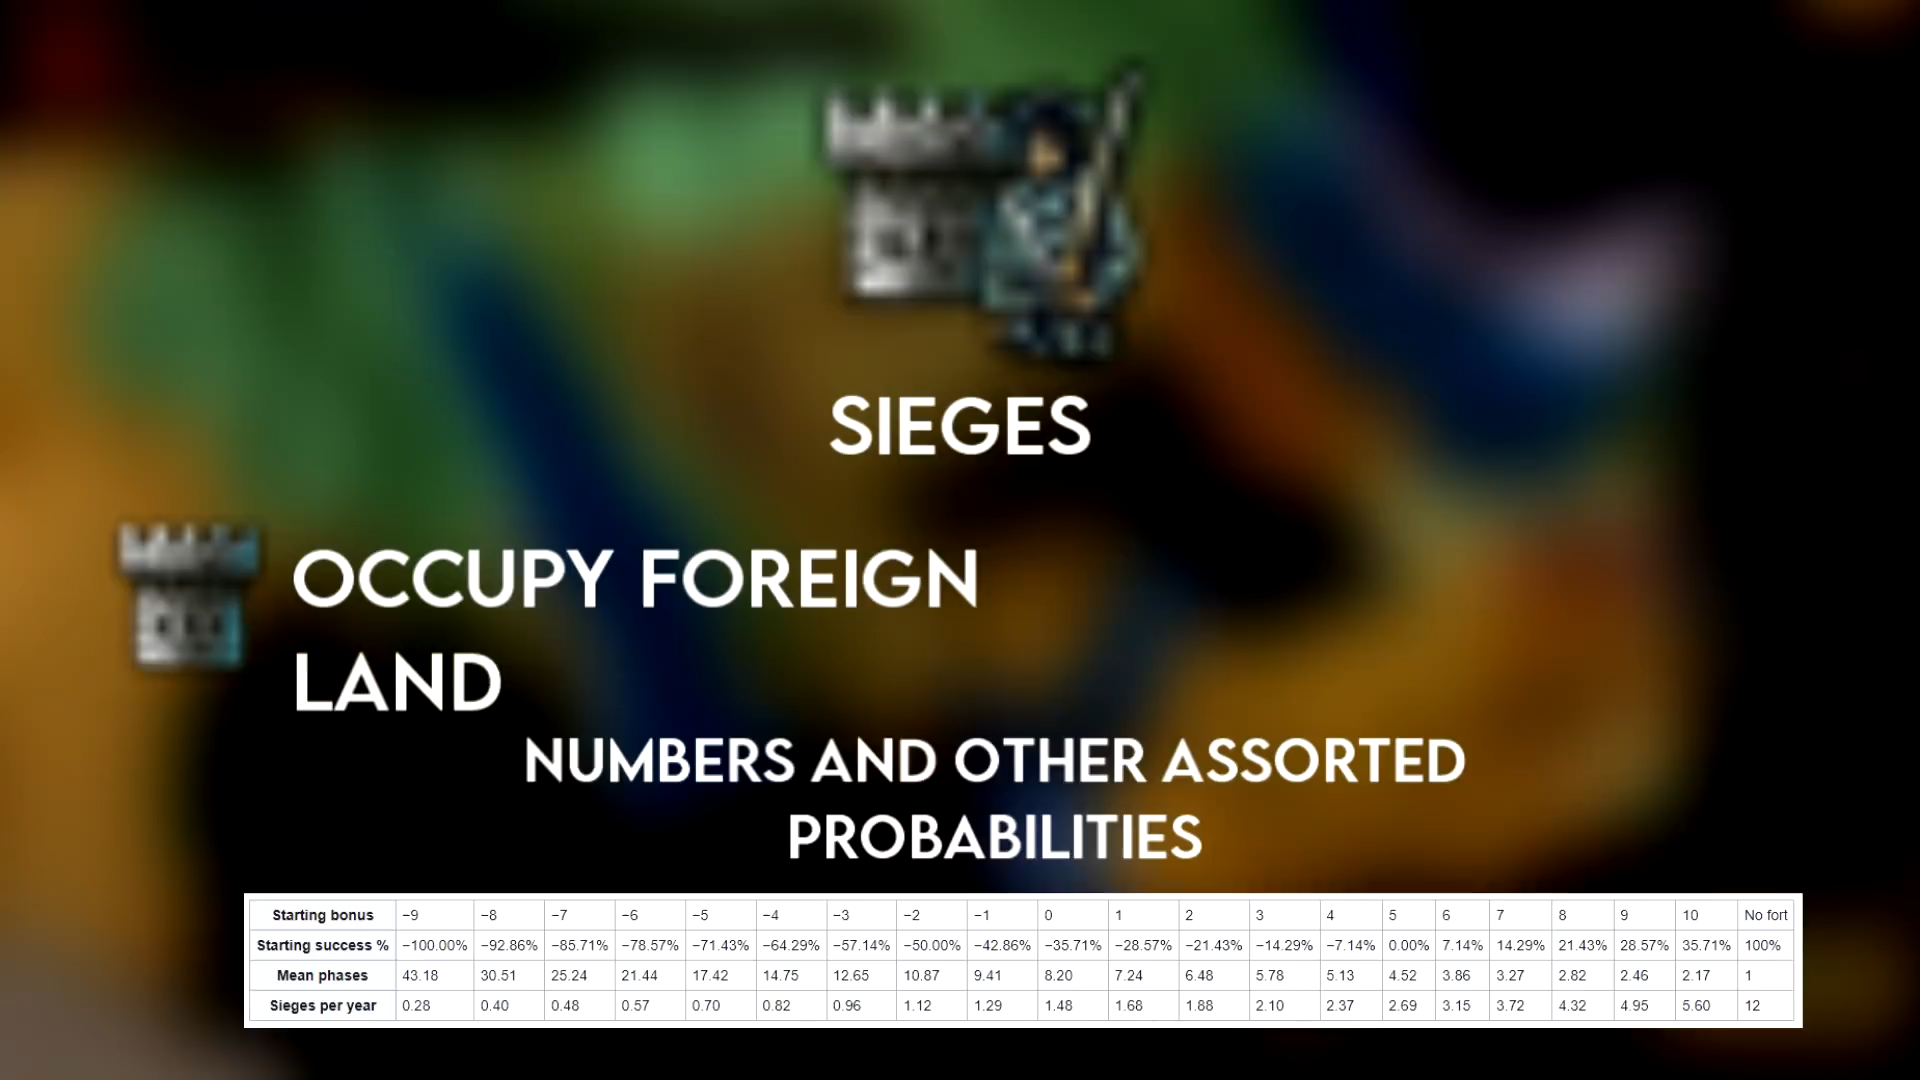 SIEGES
OCCUPY FOREIGN
LAND
NUMBERS AND OTHER ASSORTED
PROBABILITIES
Starting bonus −9 −8 −7 −6 −5 −4 −3 −2 −1 0 1 2 3 4 5 6 7 8 9 10 No fort
Starting success % −100.00% −92.86% −85.71% −78.57% −71.43% −64.29% −57.14% −50.00% −42.86% −35.71% −28.57% −21.43% −14.29% −7.14% 0.00% 7.14% 14.29% 21.43% 28.57% 35.71% 100%
Mean phases 43.18 30.51 25.24 21.44 17.42 14.75 12.65 10.87 9.41 8.20 7.24 6.48 5.78 5.13 4.52 3.86 3.27 2.82 2.46 2.17 1
Sieges per year 0.28 0.40 0.48 0.57 0.70 0.82 0.96 1.12 1.29 1.48 1.68 1.88 2.10 2.37 2.69 3.15 3.72 4.32 4.95 5.60 12